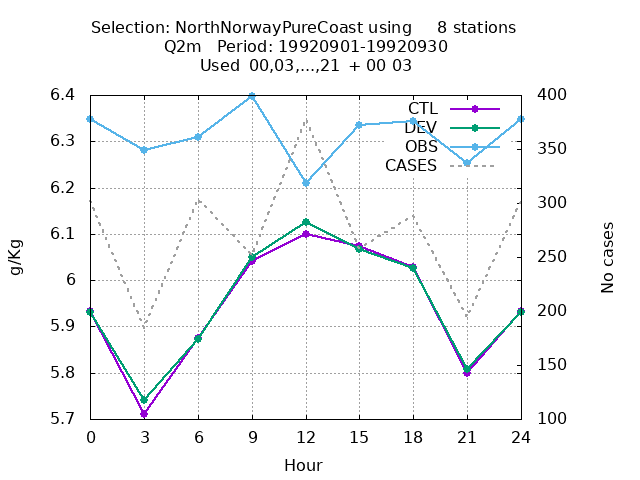 Selection: NorthNorwayPureCoast using     8 stations
Q2m   Period: 19920901-19920930
Used  00,03,...,21  + 00 03
6.4
6.3
6.2
6.1
6
5.9
5.8
5.7
g/Kg
CTL
DEV
OBS
CASES
400
350
300
250
200
150
100
No cases
0 3 6 9 12 15 18 21 24
Hour